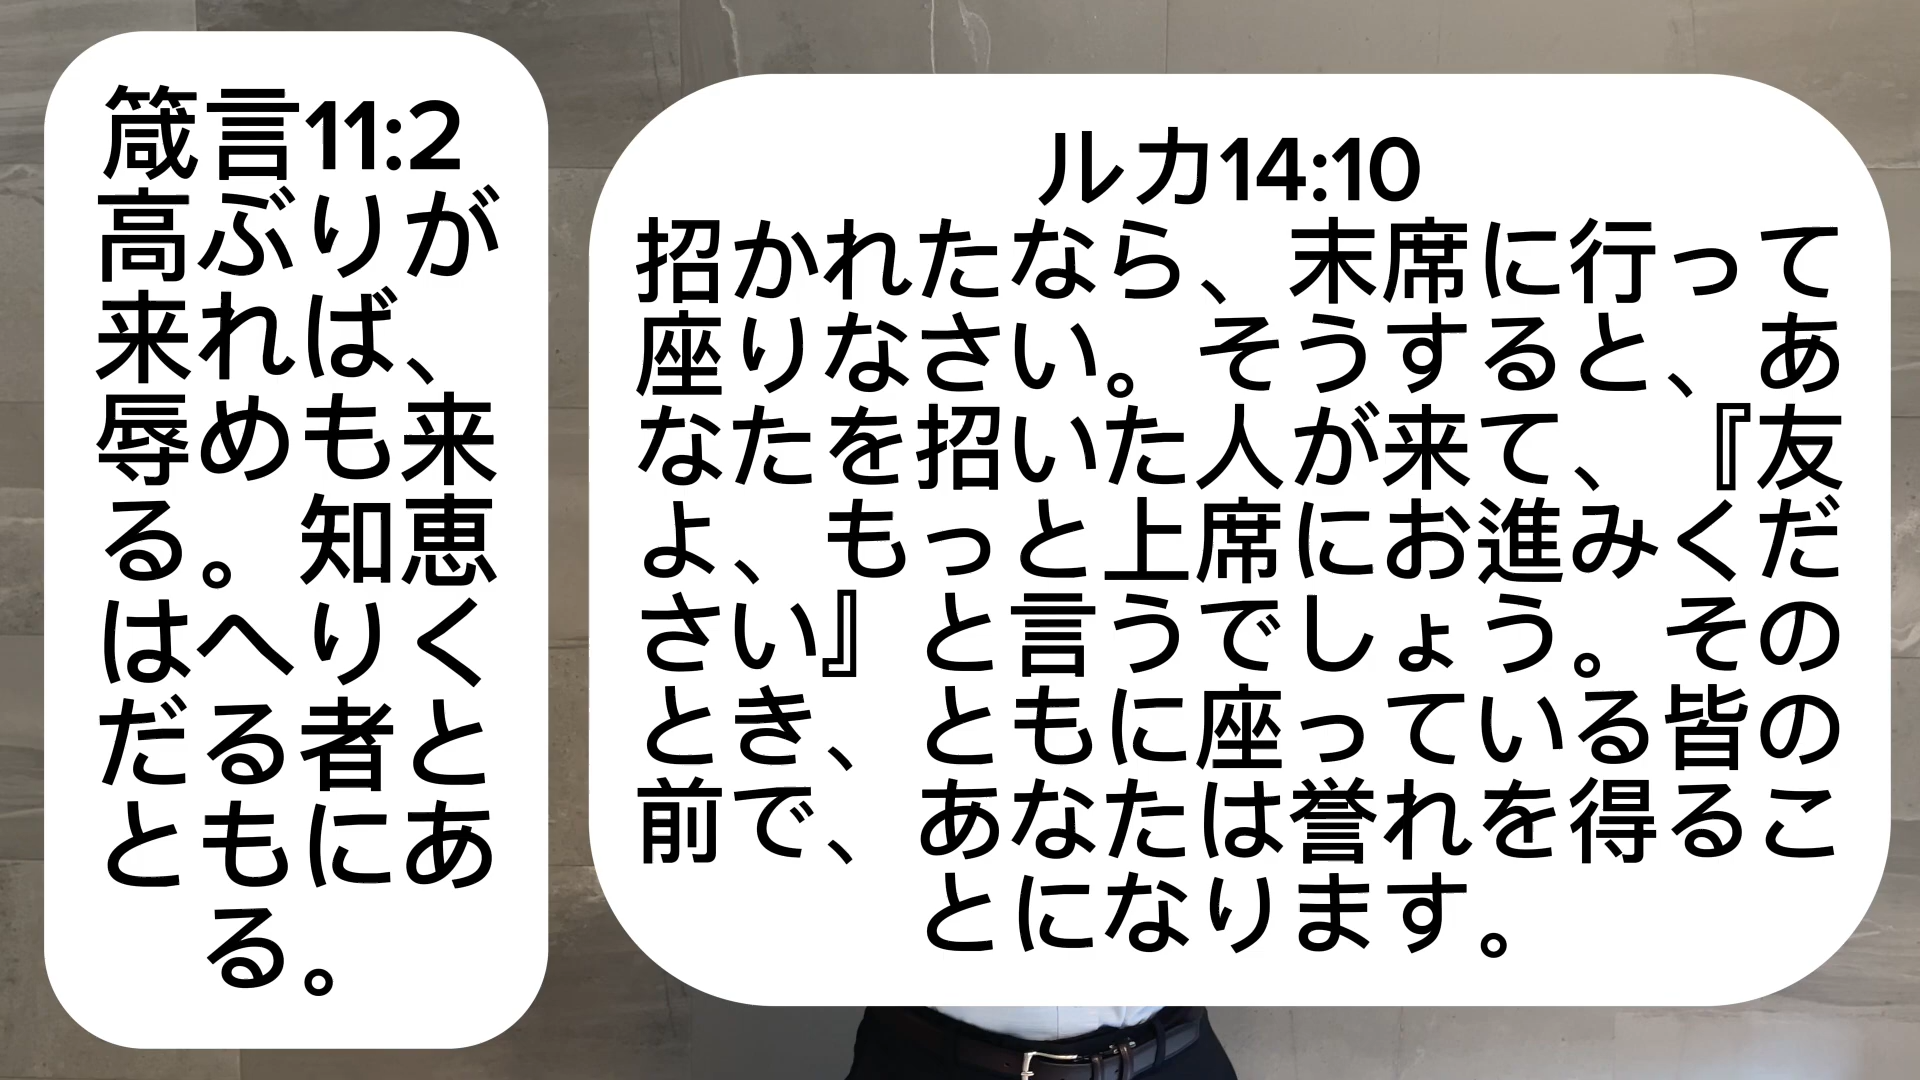 箴言11:2
高ぶりが
来れば、
辱めも来
る。知恵
はへりく
だる者と
ともにあ
る。
ルカ14:10
招かれたなら、末席に行って
座りなさい。そうすると、あ
なたを招いた人が来て、『友
よ、もっと上席にお進みくだ
さい』と言うでしょう。その
とき、ともに座っている皆の
前で、あなたは誉れを得るこ
とになります。